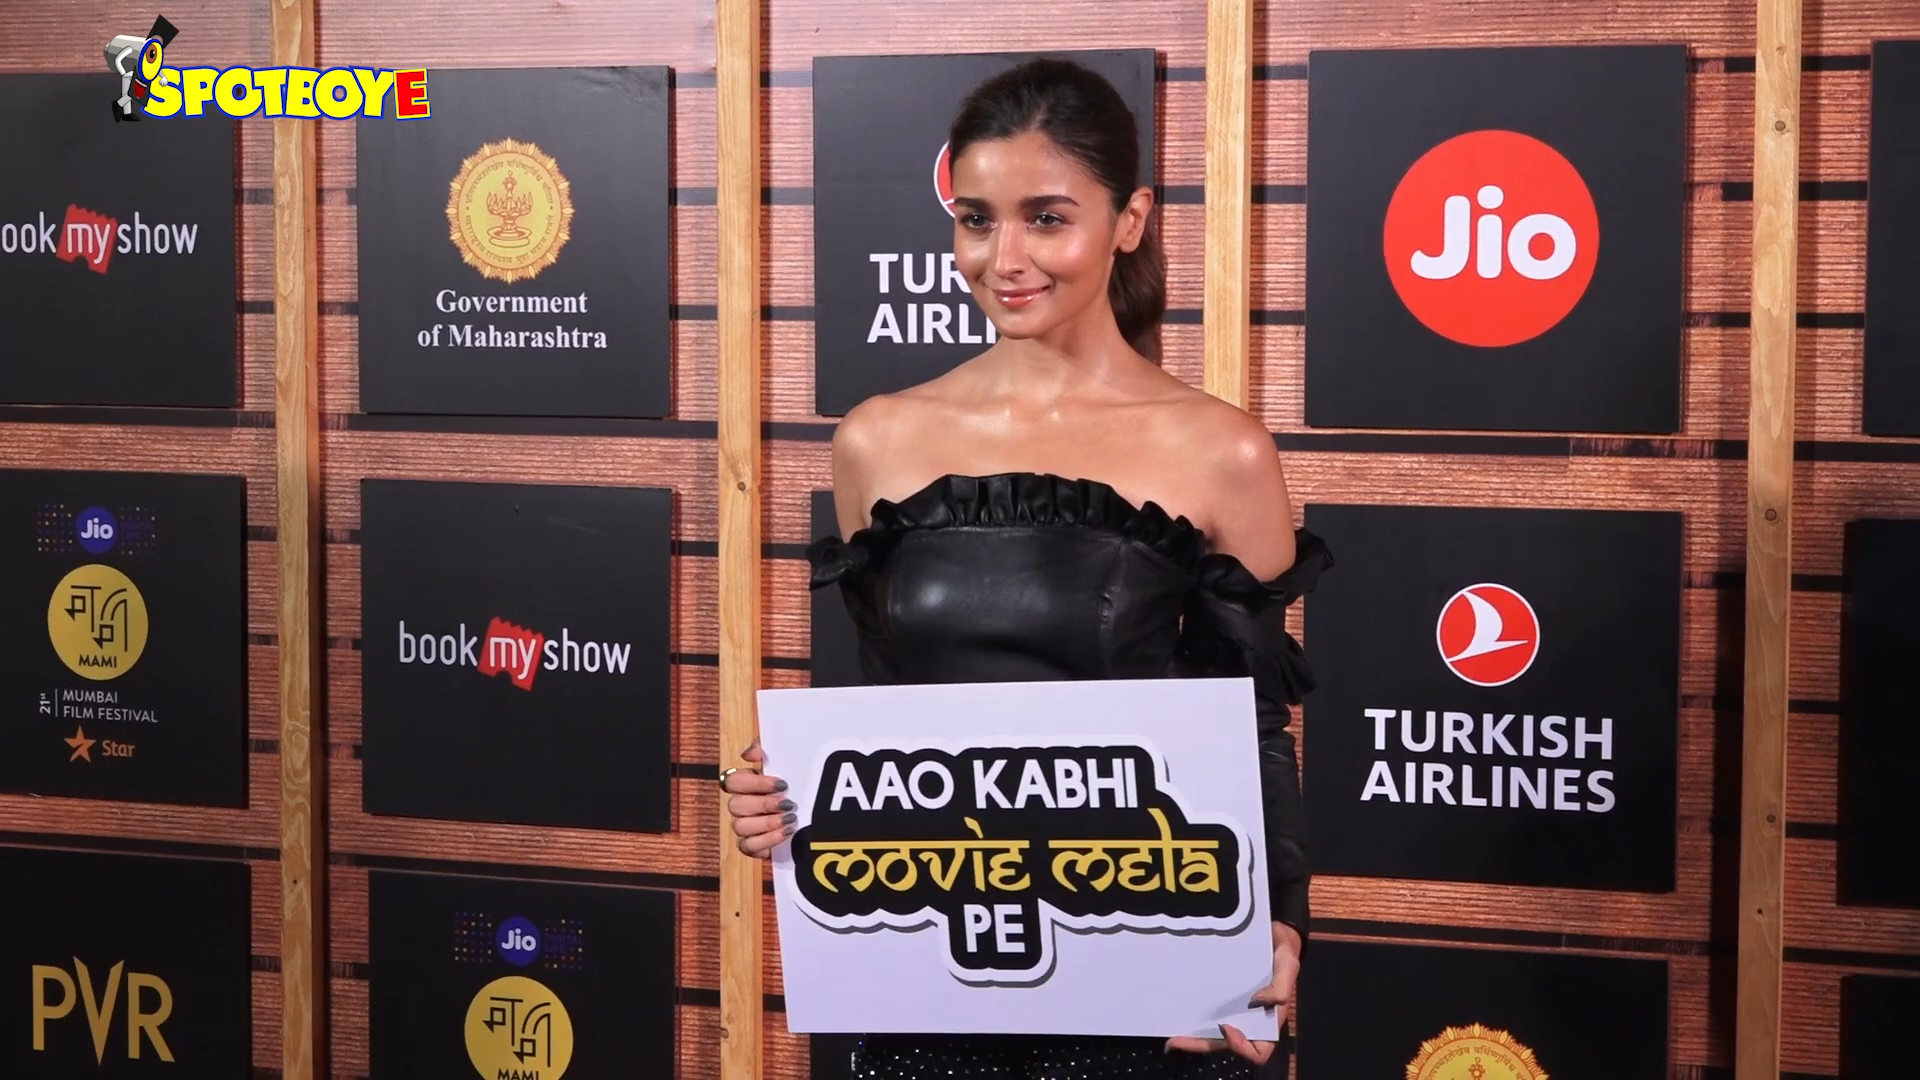 SPOTBOYE
ook my show
Government
of Maharashtra
TUR
AIRLI
Jio
Jio
MAMI
21st
MUMBAI
FILM FESTIVAL
Star
book my show
TURKISH
AIRLINES
AAO KABHI
MOVIE MELA
PE
PVR
Jio
MAMI